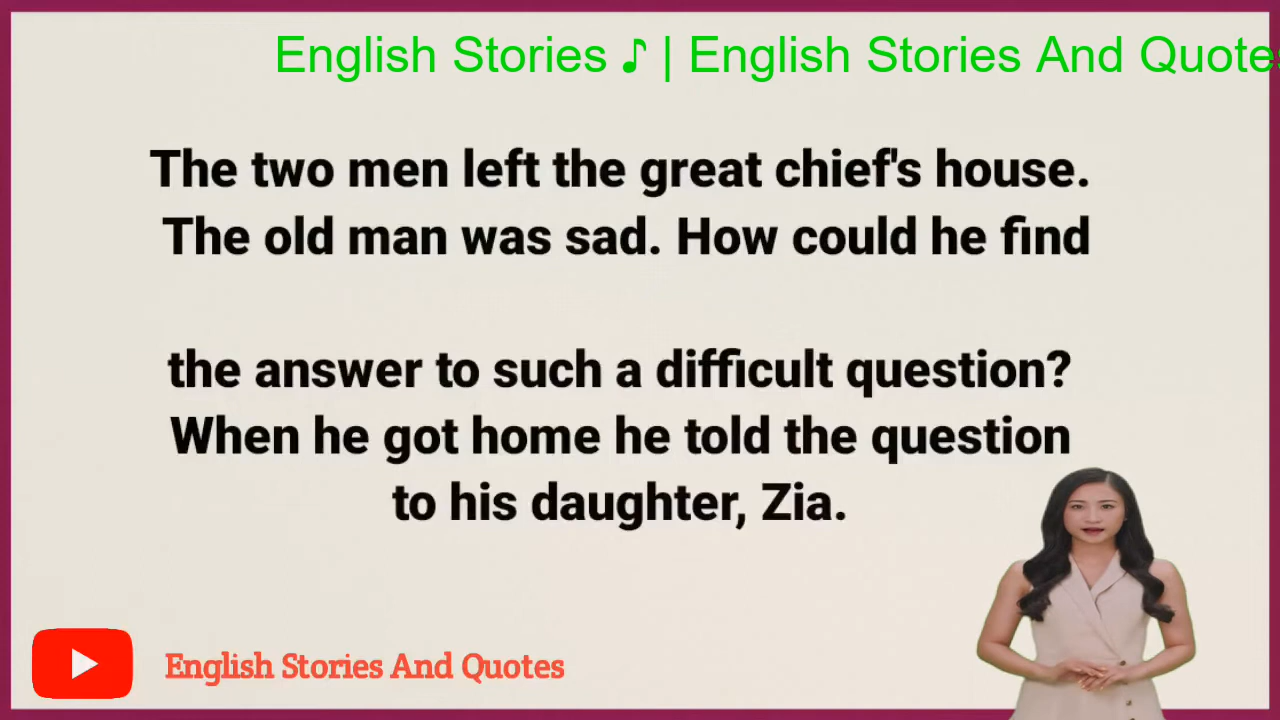 English Stories ♪ | English Stories And Quotes
The two men left the great chief's house.
The old man was sad. How could he find
the answer to such a difficult question?
When he got home he told the question
to his daughter, Zia.
English Stories And Quotes